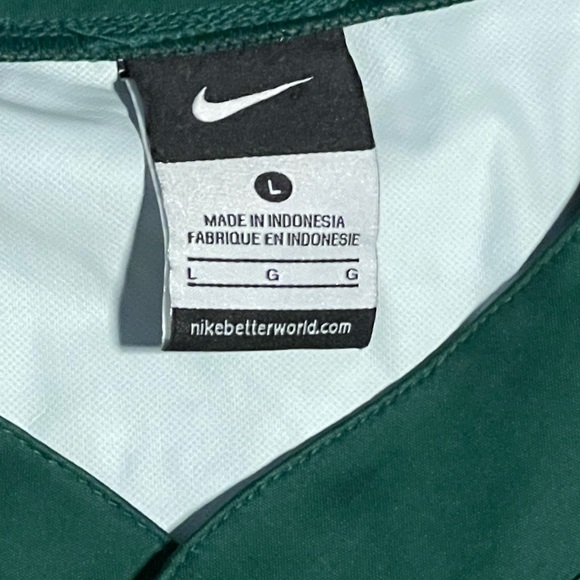 L
MADE IN INDONESIA
FABRIQUE EN INDONESIE
L G G
nikebetterworld.com